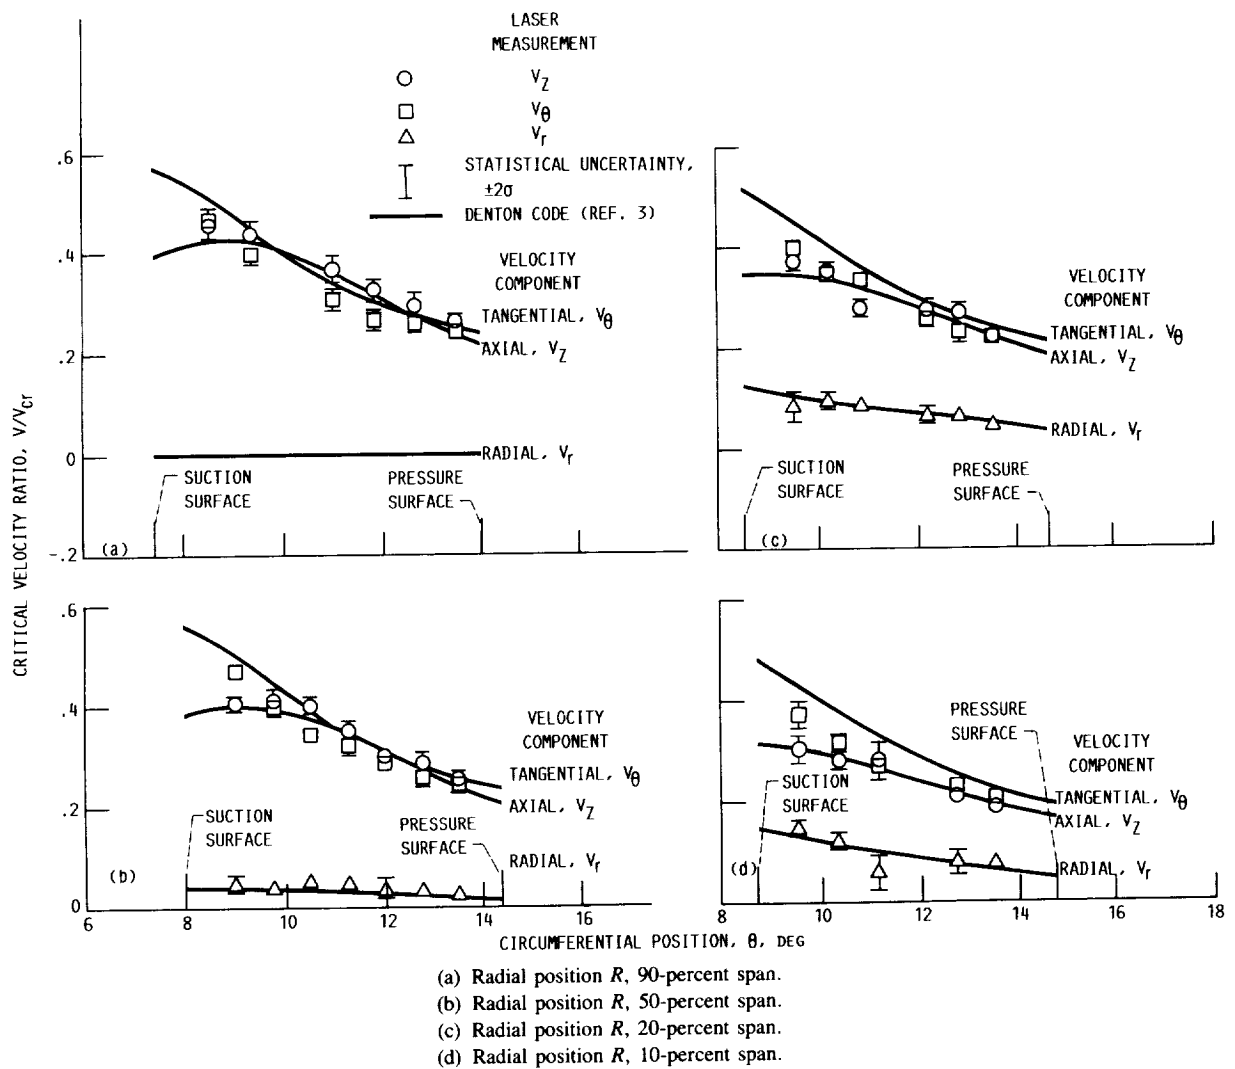 LASER
MEASUREMENT
V_Z
V_θ
V_r
STATISTICAL UNCERTAINTY,
±2σ
DENTON CODE (REF. 3)
.6
.4
.2
0
-.2
VELOCITY
COMPONENT
TANGENTIAL, V_θ
AXIAL, V_Z
RADIAL, V_r
SUCTION
SURFACE
PRESSURE
SURFACE
(a)
VELOCITY
COMPONENT
TANGENTIAL, V_θ
AXIAL, V_Z
RADIAL, V_r
SUCTION
SURFACE
PRESSURE
SURFACE
(c)
CRITICAL VELOCITY RATIO, V/V_cr
.6
.4
.2
0
VELOCITY
COMPONENT
TANGENTIAL, V_θ
AXIAL, V_Z
RADIAL, V_r
SUCTION
SURFACE
PRESSURE
SURFACE
(b)
6 8 10 12 14
PRESSURE
SURFACE
VELOCITY
COMPONENT
SUCTION
SURFACE
TANGENTIAL, V_θ
AXIAL, V_Z
RADIAL, V_r
(d)
8 10 12 14 16 18
CIRCUMFERENTIAL POSITION, θ, DEG
(a) Radial position R, 90-percent span.
(b) Radial position R, 50-percent span.
(c) Radial position R, 20-percent span.
(d) Radial position R, 10-percent span.